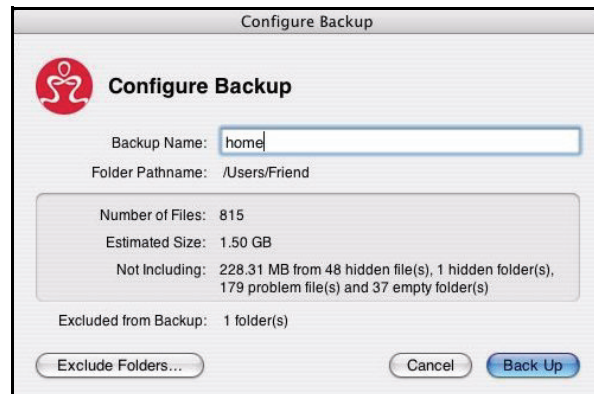 Configure Backup
Configure Backup
Backup Name: home
Folder Pathname: /Users/Friend
Number of Files: 815
Estimated Size: 1.50 GB
Not Including: 228.31 MB from 48 hidden file(s), 1 hidden folder(s),
179 problem file(s) and 37 empty folder(s)
Excluded from Backup: 1 folder(s)
Exclude Folders... Cancel Back Up